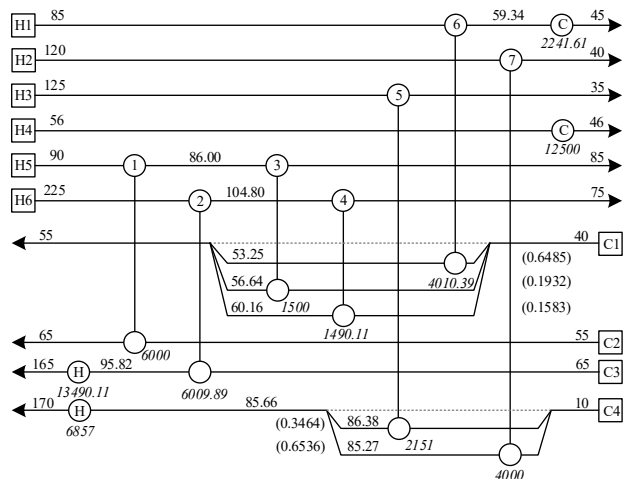 H1 85 6 59.34 C 45
2241.61
H2 120 7 40
H3 125 5 35
H4 56 C 46
12500
H5 90 1 86.00 3 85
H6 225 2 104.80 4 75
55 40 C1
53.25 4010.39 (0.6485)
56.64 1500 (0.1932)
60.16 1490.11 (0.1583)
65 6000 55 C2
165 H 95.82 65 C3
13490.11 6009.89
170 H 85.66 10 C4
6857
(0.3464) 86.38 2151
(0.6536) 85.27 4000